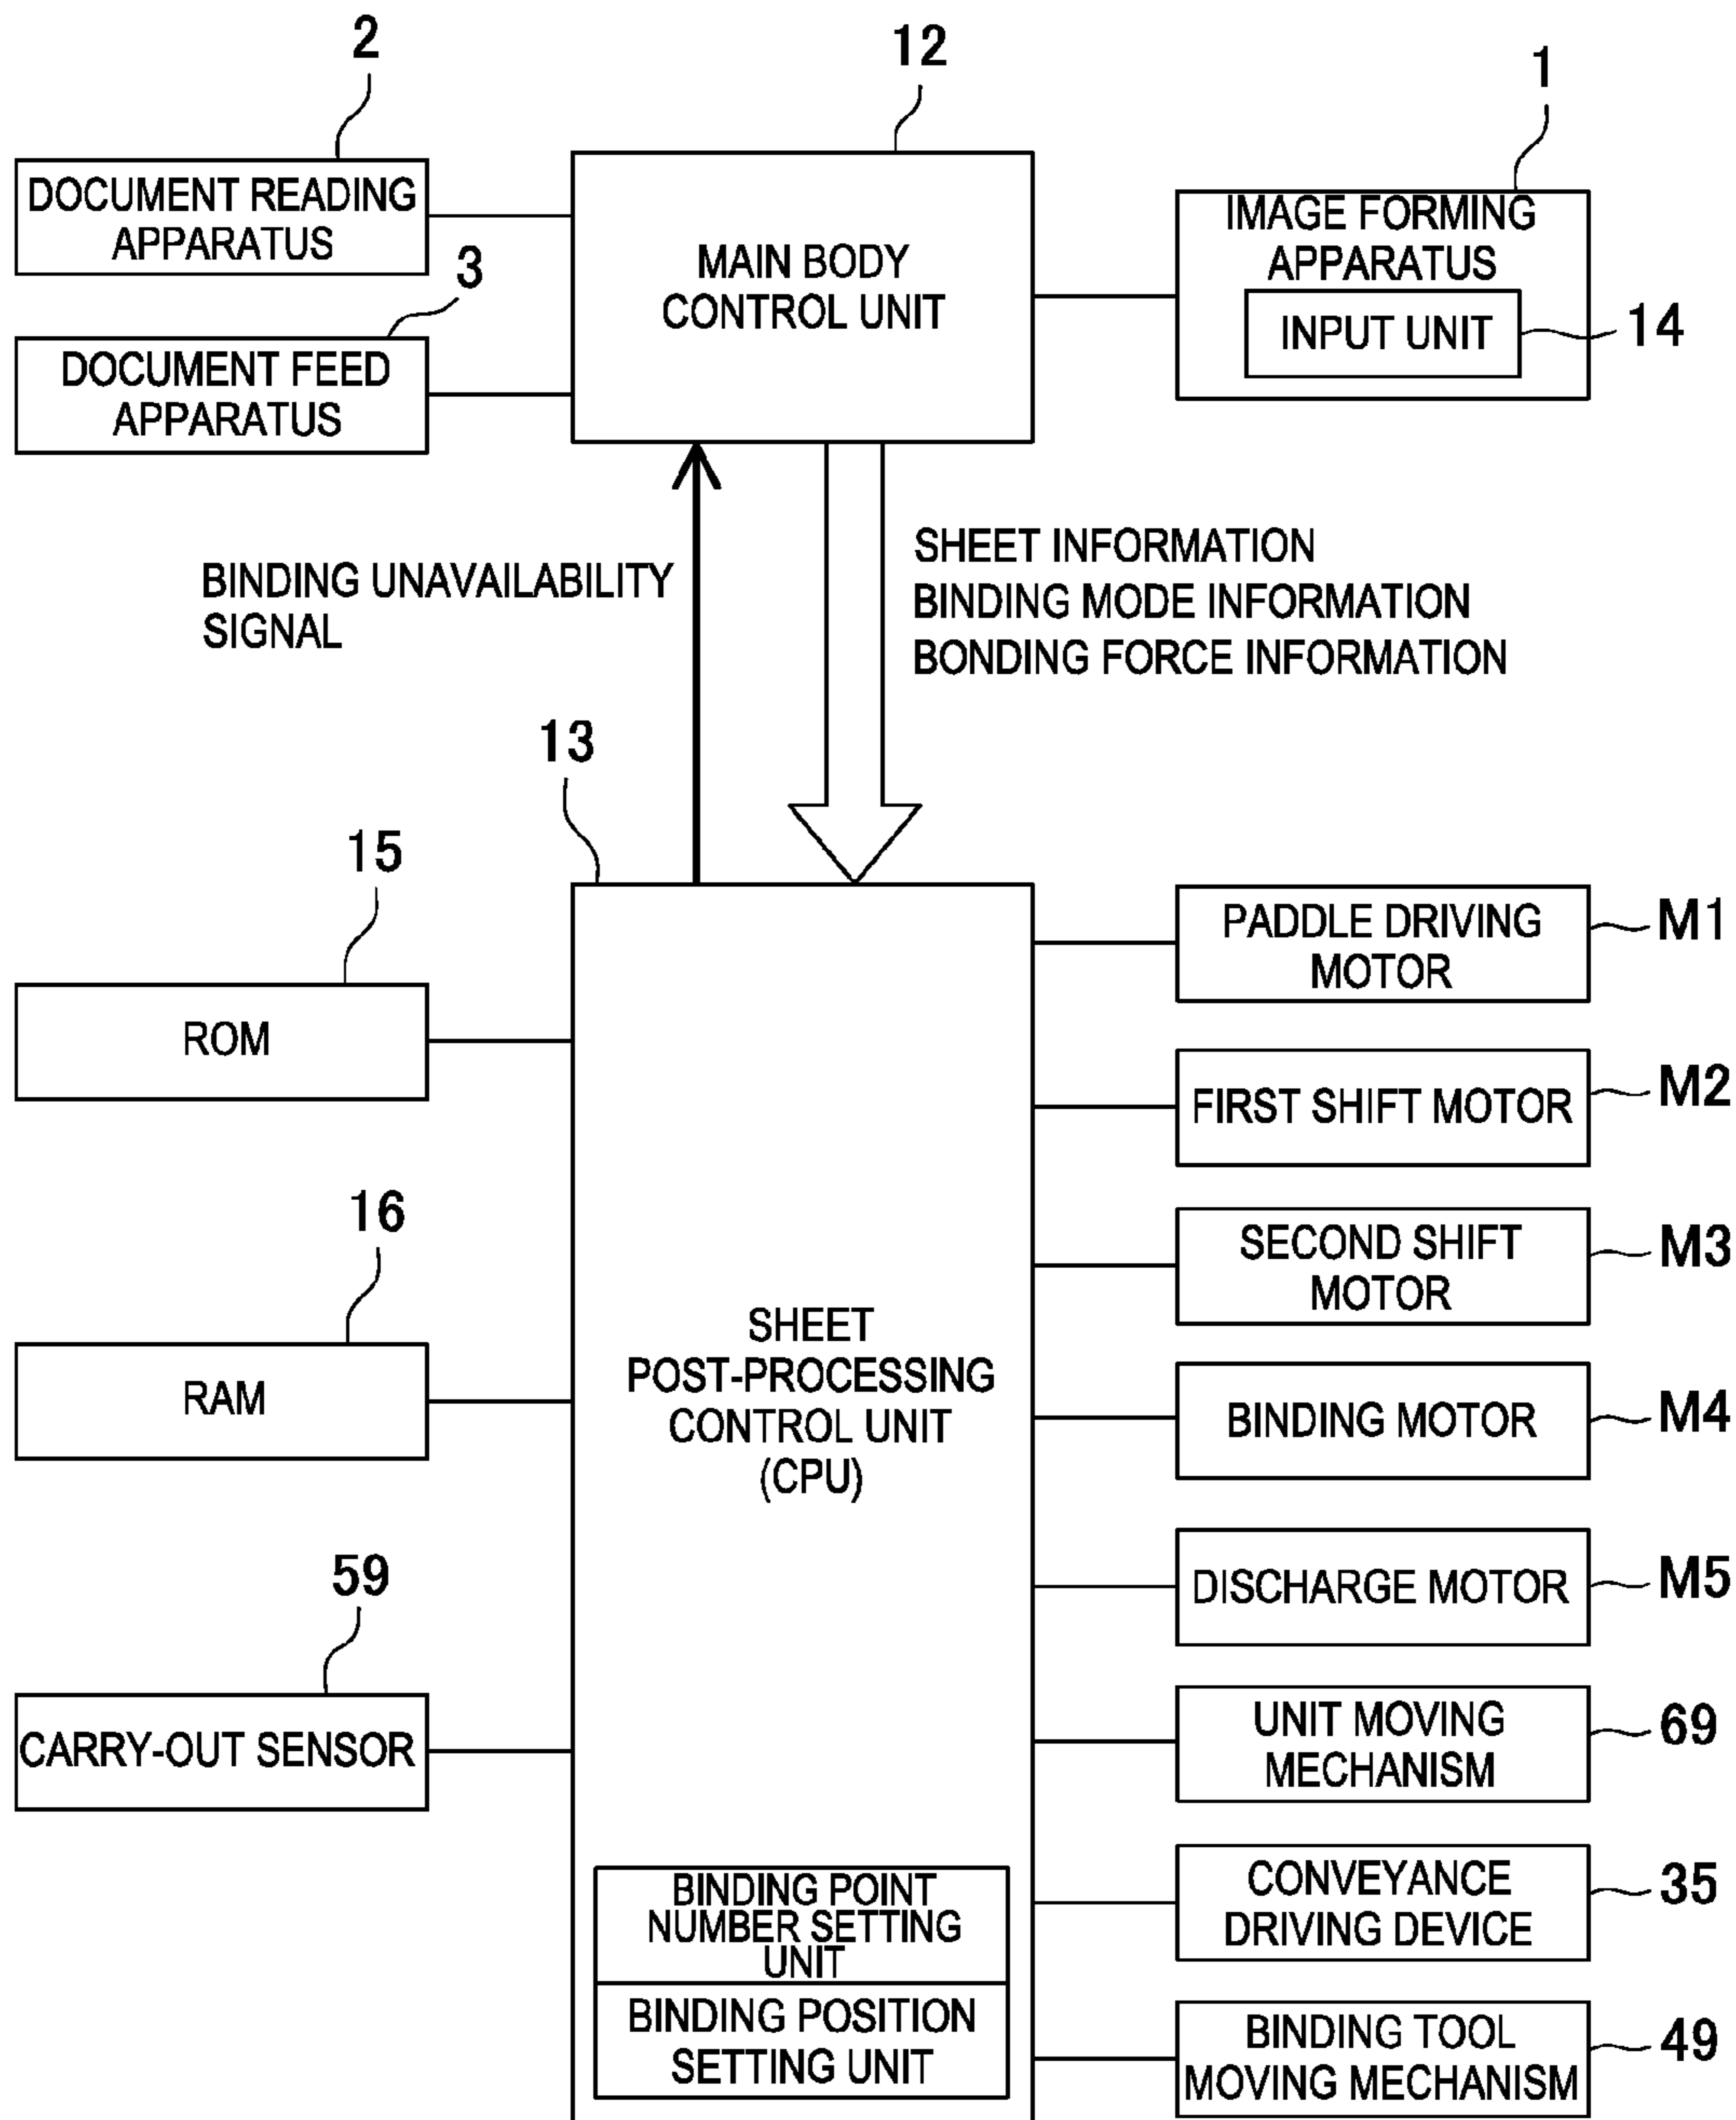 2
12
1
DOCUMENT READING
APPARATUS
3
DOCUMENT FEED
APPARATUS
MAIN BODY
CONTROL UNIT
IMAGE FORMING
APPARATUS
INPUT UNIT
14
BINDING UNAVAILABILITY
SIGNAL
SHEET INFORMATION
BINDING MODE INFORMATION
BONDING FORCE INFORMATION
13
15
ROM
16
RAM
59
CARRY-OUT SENSOR
SHEET
POST-PROCESSING
CONTROL UNIT
(CPU)
BINDING POINT
NUMBER SETTING
UNIT
BINDING POSITION
SETTING UNIT
PADDLE DRIVING
MOTOR
M1
FIRST SHIFT MOTOR
M2
SECOND SHIFT
MOTOR
M3
BINDING MOTOR
M4
DISCHARGE MOTOR
M5
UNIT MOVING
MECHANISM
69
CONVEYANCE
DRIVING DEVICE
35
BINDING TOOL
MOVING MECHANISM
49